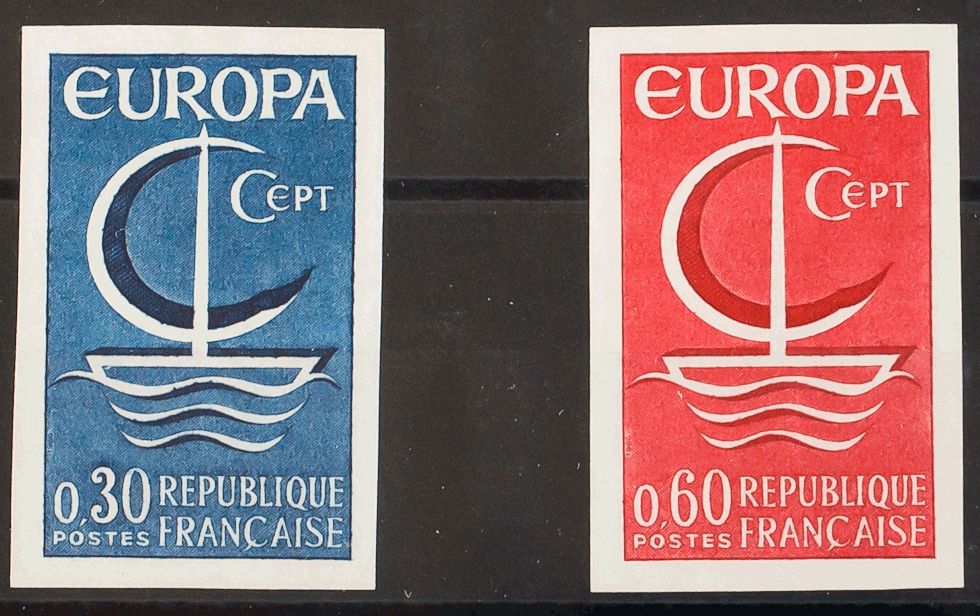 EUROPA
CEPT
0,30 REPUBLIQUE
POSTES FRANÇAISE
EUROPA
CEPT
0,60 REPUBLIQUE
POSTES FRANÇAISE